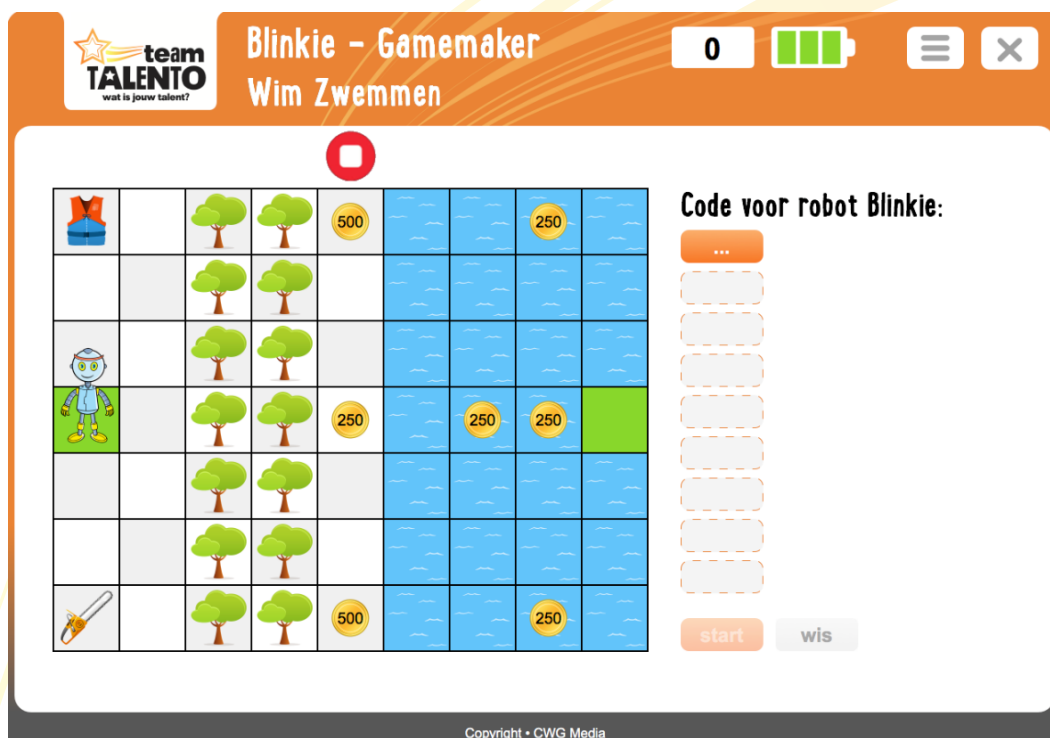 team
TALENTO
wat is jouw talent?
Blinkie - Gamemaker
Wim Zwemmen
0
500
250
Code voor robot Blinkie:
...
250
250
250
500
250
start
wis
Copyright • CWG Media